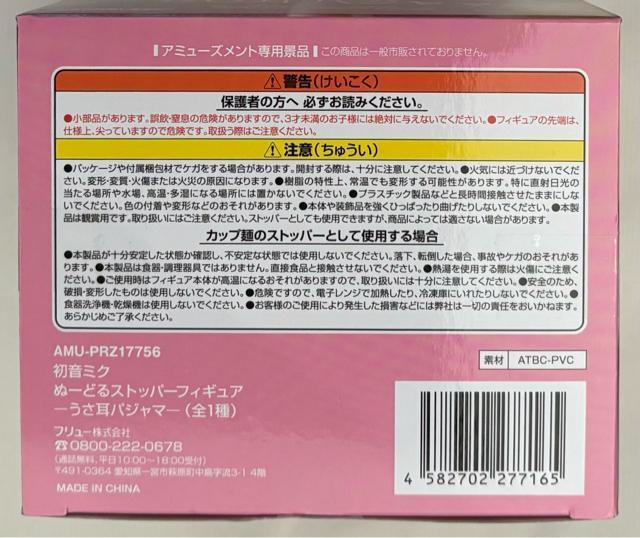 アミューズメント専用景品 この商品は一般市販されておりません。
⚠警告(けいこく)
保護者の方へ 必ずお読みください。
●小部品があります。誤飲・窒息の危険がありますので、3才未満のお子様には絶対に与えないでください。●フィギュアの先端は、
仕様上、尖っていますので危険です。取扱う際はご注意ください。
⚠注意(ちゅうい)
●パッケージや付属梱包材でケガをする場合があります。開封する際は、十分に注意してください。●火気には近づけないでくだ
さい。変形・変質・火傷または火災の原因になります。●樹脂の特性上、常温でも変形する可能性があります。特に直射日光の
当たる場所や水場、高温・多湿になる場所には置かないでください。●プラスチック製品などと長時間接触させたままにしな
いでください。色の付着や変形などのおそれがあります。●本体や装飾品を強くひっぱったり曲げたりしないでください。●本製
品は観賞用です。取り扱いにはご注意ください。ストッパーとしても使用できますが、商品によっては適さない場合があります。
カップ麺のストッパーとして使用する場合
●本製品が十分安定した状態か確認し、不安定な状態では使用しないでください。落下、転倒した場合、事故やケガのおそれが
あります。●本製品は食器・調理器具ではありません。直接食品と接触させないでください。●熱湯を使用する際は火傷にご注意
ください。●ご使用時はフィギュア本体が高温になるおそれがありますので、取り扱いには十分に注意してください。●安全のため、
破損・変形したものは使用しないでください。●危険ですので、電子レンジで加熱したり、冷凍庫にいれたりしないでください。●
食器洗浄機・乾燥機は使用しないでください。●お客様のご使用により発生した損害などには弊社は一切の責任をおいかねます。
あらかじめご了承ください。
AMU-PRZ17756
素材 ATBC-PVC
初音ミク
ぬーどるストッパーフィギュア
―うさ耳パジャマ―(全1種)
フリュー株式会社
☎0800-222-0678
(通話無料、平日10:00~12:00/13:00~17:00)
〒491-0364 愛知県一宮市萩原町中島字流3-1 4階
MADE IN CHINA
4 582702 277165